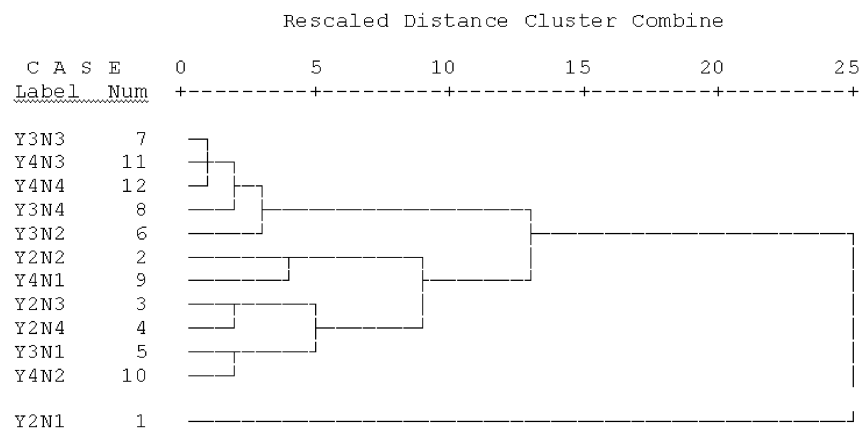 Rescaled Distance Cluster Combine
C A S E 0 5 10 15 20 25
Label Num +---------+---------+---------+---------+---------+
Y3N3 7
Y4N3 11
Y4N4 12
Y3N4 8
Y3N2 6
Y2N2 2
Y4N1 9
Y2N3 3
Y2N4 4
Y3N1 5
Y4N2 10
Y2N1 1